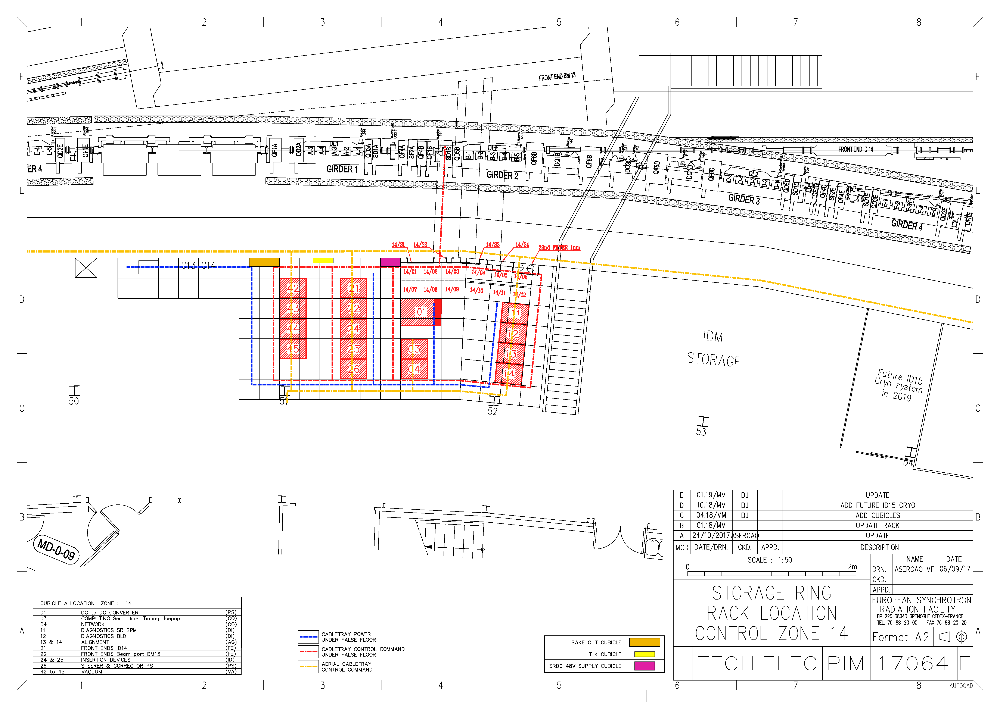 1 2 3 4 5 6 7 8
F F
FRONT END BM 13
QD2E QF1E QF1A QD2A A-5 A-4 A-3 A-2 A-1 DL1 QD3A SD1A QF4A SF2A QF4B OF1B SD1B QD5B B-1 B-2 B-3 B-4 B-5 DL2 QF6B DQ1B QF8B DQ2C QF8D DQ1D QF6D
E-4 E-5
FRONT END ID 14
ER 4
GIRDER 1
GIRDER 2
D-5 D-4 D-3 D-2 D-1 DL2 QD5D SD1D QF4D SF2E QF4E SD1E QD3E E-1 E-2 E-3 E-4 E-5 DL1 QD2E QF1E
E E
GIRDER 3
GIRDER 4
14/S1 14/S2 14/S3 14/S4
32nd FILTER 1µm
C13 C14
14/01 14/02 14/03 14/04 14/05 14/06
14/07 14/08 14/09 14/10 14/11 14/12
D D
42 21 01 11
43 22 12
44 24 13
45 25 03 14
26 04
IDM
STORAGE
Future ID15
Cryo system
in 2019
C C
50 51 52 53 54
B B
MD-0-09
E 01.19/MM BJ UPDATE
D 10.18/MM BJ ADD FUTURE ID15 CRYO
C 04.18/MM BJ ADD CUBICLES
B 01.18/MM UPDATE RACK
A 24/10/2017 ASERCAO UPDATE
MOD DATE/DRN. CKD. APPD. DESCRIPTION
SCALE : 1:50
0 2m
NAME DATE
DRN. ASERCAO MF 06/09/17
CKD.
APPD.
STORAGE RING
RACK LOCATION
CONTROL ZONE 14
EUROPEAN SYNCHROTRON
RADIATION FACILITY
BP 220 38043 GRENOBLE CEDEX-FRANCE
TEL. 76-88-20-00 FAX 76-88-20-20
Format A2
TECH ELEC PIM 17064 E
A A
CUBICLE ALLOCATION ZONE : 14
01 DC to DC CONVERTER (PS)
03 COMPUTING Serial line, Timing, Icepap (CO)
04 NETWORK (CO)
11 DIAGNOSTICS SR BPM (DI)
12 DIAGNOSTICS BLD (DI)
13 & 14 ALIGNMENT (AG)
21 FRONT ENDS ID14 (FE)
22 FRONT ENDS Beam port BM13 (FE)
24 & 25 INSERTION DEVICES (ID)
26 STEERER & CORRECTOR PS (PS)
42 to 45 VACUUM (VA)
CABLETRAY POWER
UNDER FALSE FLOOR
CABLETRAY CONTROL COMMAND
UNDER FALSE FLOOR
AERIAL CABLETRAY
CONTROL COMMAND
BAKE OUT CUBICLE
ITLK CUBICLE
SRDC 48V SUPPLY CUBICLE
1 2 3 4 5 6 7 8
AUTOCAD